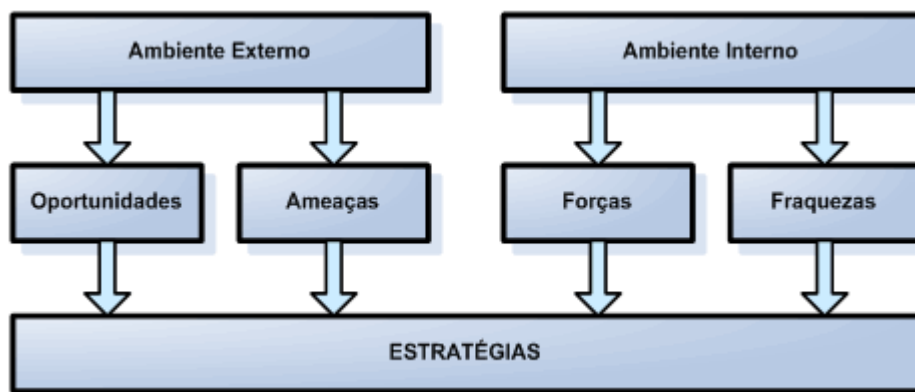 Ambiente Externo
Ambiente Interno
Oportunidades
Ameaças
Forças
Fraquezas
ESTRATÉGIAS